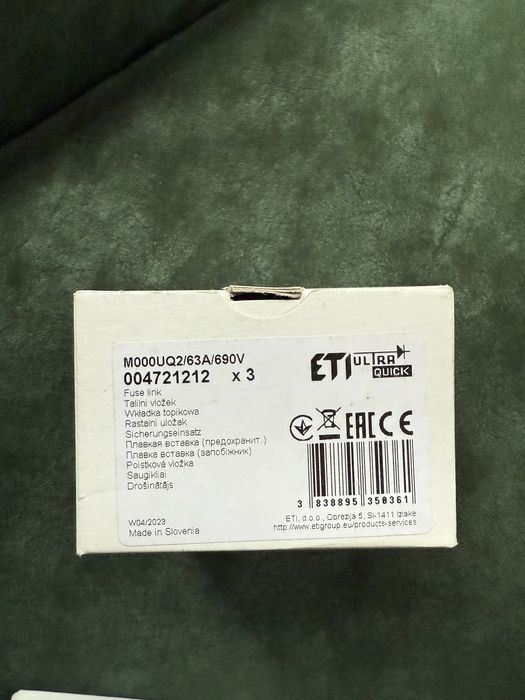 M000UQ2/63A/690V
004721212 x 3
Fuse link
Talilni vložek
Wkładka topikowa
Rastalni uložak
Sicherungseinsatz
Плавкая вставка (предохранит.)
Плавка вставка (запобіжник)
Poistková vložka
Saugikliai
Drošinātājs
W04/2023
Made in Slovenia
ETI ULTRA
QUICK
EAC CE
3 838895 350361
ETI, d.o.o., Obrezija 5, SI-1411 Izlake
http://www.etigroup.eu/products-services